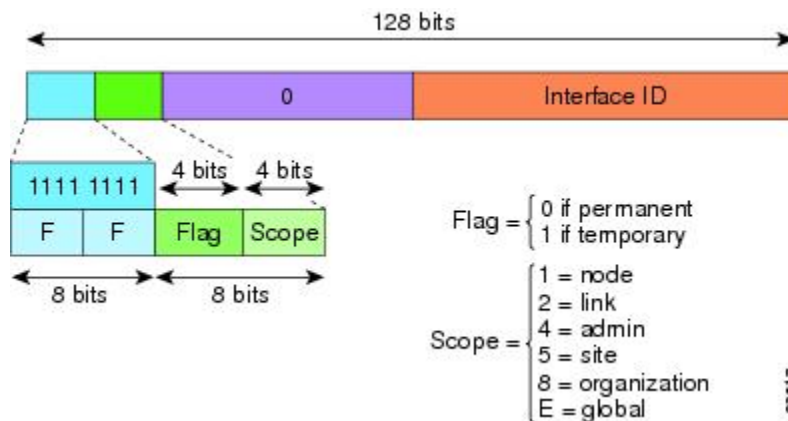 128 bits
0 Interface ID
4 bits 4 bits
1111 1111
F F Flag Scope
8 bits 8 bits
Flag = { 0 if permanent
1 if temporary
Scope = { 1 = node
2 = link
4 = admin
5 = site
8 = organization
E = global